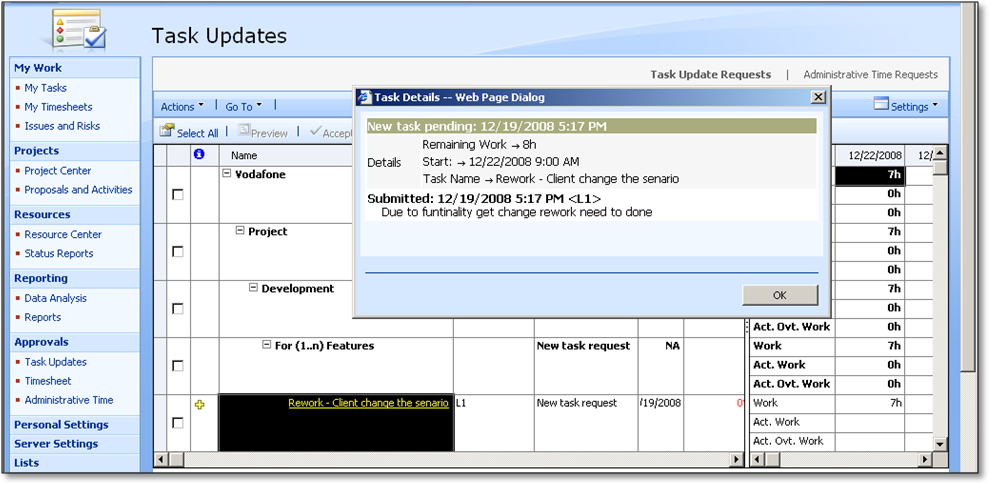 Task Updates
My Work
My Tasks
My Timesheets
Issues and Risks
Projects
Project Center
Proposals and Activities
Resources
Resource Center
Status Reports
Reporting
Data Analysis
Reports
Approvals
Task Updates
Timesheet
Administrative Time
Personal Settings
Server Settings
Lists
Task Update Requests | Administrative Time Requests
Actions | Go To | Settings
Select All | Preview | Accept
Task Details -- Web Page Dialog
New task pending: 12/19/2008 5:17 PM
Remaining Work → 8h
Details Start: → 12/22/2008 9:00 AM
Task Name → Rework - Client change the senario
Submitted: 12/19/2008 5:17 PM <L1>
Due to funtinality get change rework need to done
OK
Name 12/22/2008 12/
Vodafone 7h
0h
0h
Project 7h
0h
0h
Development 7h
0h
Act. Ovt. Work 0h
For (1..n) Features New task request NA Work 7h
Act. Work 0h
Act. Ovt. Work 0h
Rework - Client change the senario L1 New task request /19/2008 Work 7h
Act. Work
Act. Ovt. Work